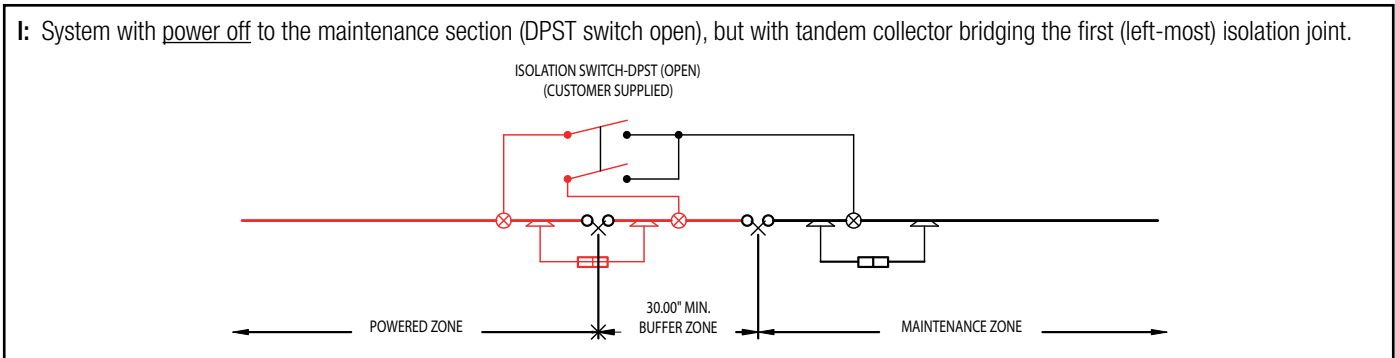 I: System with power off to the maintenance section (DPST switch open), but with tandem collector bridging the first (left-most) isolation joint.
ISOLATION SWITCH-DPST (OPEN)
(CUSTOMER SUPPLIED)
POWERED ZONE
30.00" MIN.
BUFFER ZONE
MAINTENANCE ZONE